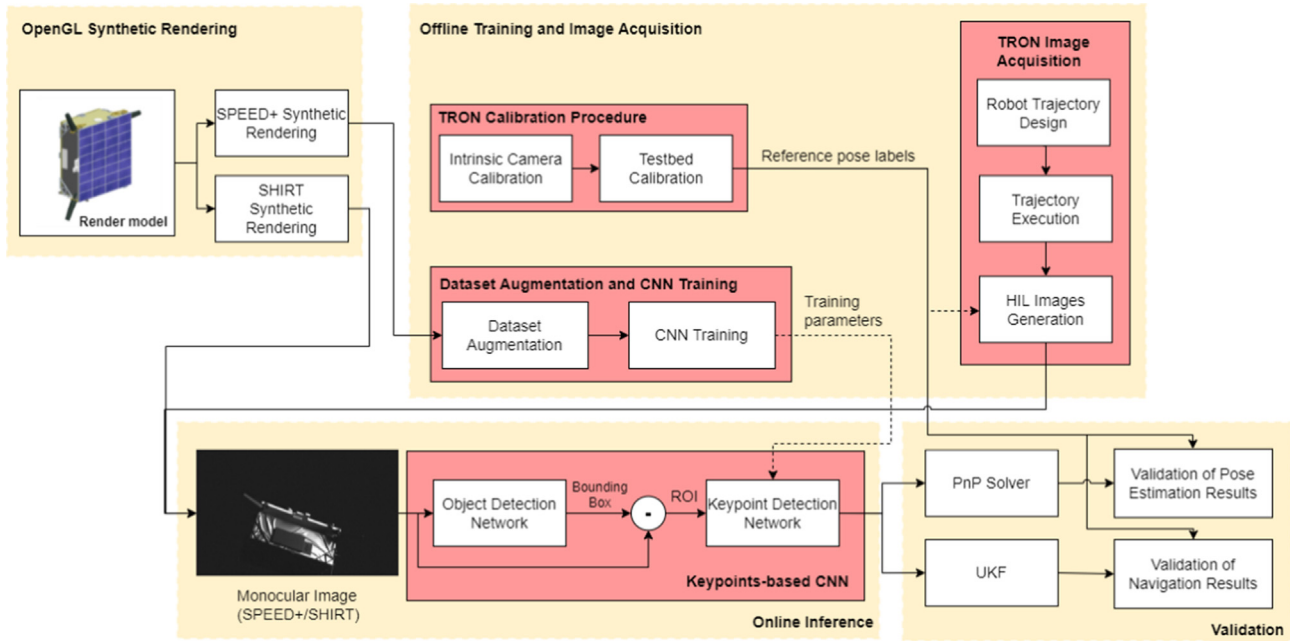 OpenGL Synthetic Rendering
Render model
SPEED+ Synthetic
Rendering
SHIRT
Synthetic
Rendering
Offline Training and Image Acquisition
TRON Calibration Procedure
Intrinsic Camera
Calibration
Testbed
Calibration
Reference pose labels
TRON Image
Acquisition
Robot Trajectory
Design
Trajectory
Execution
HIL Images
Generation
Dataset Augmentation and CNN Training
Dataset
Augmentation
CNN Training
Training
parameters
Monocular Image
(SPEED+/SHIRT)
Object Detection
Network
Bounding
Box
ROI
Keypoint Detection
Network
Keypoints-based CNN
Online Inference
PnP Solver
Validation of Pose
Estimation Results
UKF
Validation of
Navigation Results
Validation